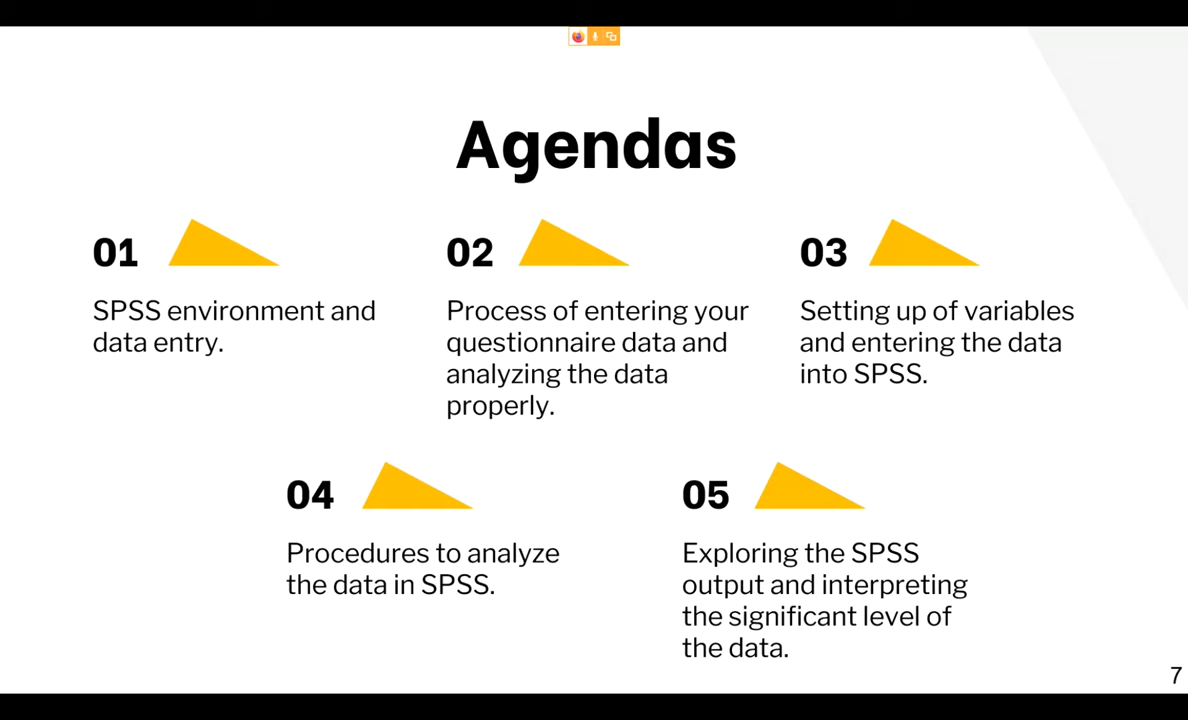 Agendas
01
SPSS environment and
data entry.
02
Process of entering your
questionnaire data and
analyzing the data
properly.
03
Setting up of variables
and entering the data
into SPSS.
04
Procedures to analyze
the data in SPSS.
05
Exploring the SPSS
output and interpreting
the significant level of
the data.
7